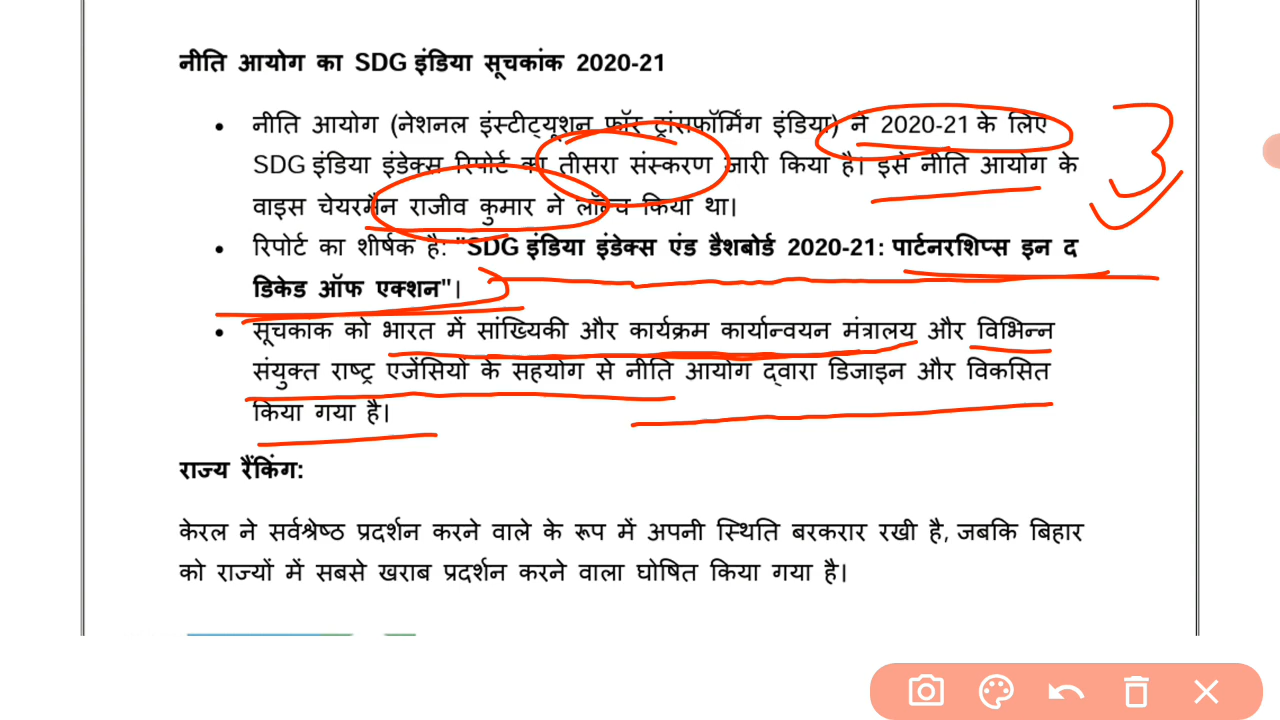 नीति आयोग का SDG इंडिया सूचकांक 2020-21
• नीति आयोग (नेशनल इंस्टीट्यूशन फॉर ट्रांसफॉर्मिंग इंडिया) ने 2020-21 के लिए
SDG इंडिया इंडेक्स रिपोर्ट का तीसरा संस्करण जारी किया है। इसे नीति आयोग के
वाइस चेयरमैन राजीव कुमार ने लॉन्च किया था।
• रिपोर्ट का शीर्षक है: "SDG इंडिया इंडेक्स एंड डैशबोर्ड 2020-21: पार्टनरशिप्स इन द
डिकेड ऑफ एक्शन"।
• सूचकांक को भारत में सांख्यिकी और कार्यक्रम कार्यान्वयन मंत्रालय और विभिन्न
संयुक्त राष्ट्र एजेंसियों के सहयोग से नीति आयोग द्वारा डिजाइन और विकसित
किया गया है।
3
राज्य रैंकिंग:
केरल ने सर्वश्रेष्ठ प्रदर्शन करने वाले के रूप में अपनी स्थिति बरकरार रखी है, जबकि बिहार
को राज्यों में सबसे खराब प्रदर्शन करने वाला घोषित किया गया है।